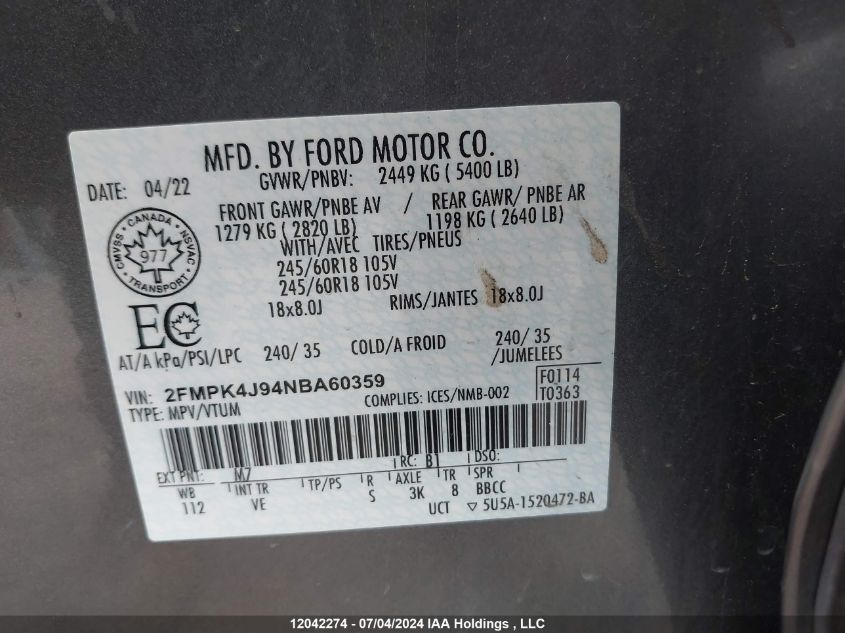 MFD. BY FORD MOTOR CO.
DATE: 04/22 GVWR/PNBV: 2449 KG ( 5400 LB)
FRONT GAWR/PNBE AV / REAR GAWR/ PNBE AR
1279 KG ( 2820 LB) 1198 KG ( 2640 LB)
WITH/AVEC TIRES/PNEUS
245/60R18 105V
245/60R18 105V
18x8.0J RIMS/JANTES 18x8.0J
CANADA
CMVSS NSVAC
977
TRANSPORT
EC
AT/A kPa/PSI/LPC 240/ 35 COLD/A FROID 240/ 35
/JUMELEES
VIN: 2FMPK4J94NBA60359 F0114
TYPE: MPV/VTUM COMPLIES: ICES/NMB-002 T0363
EXT PNT: M7 RC: B1 DSO:
WB INT TR TP/PS R AXLE TR SPR
112 VE S 3K 8 BBCC
UCT ▽ 5U5A-1520472-BA
12042274 - 07/04/2024 IAA Holdings , LLC